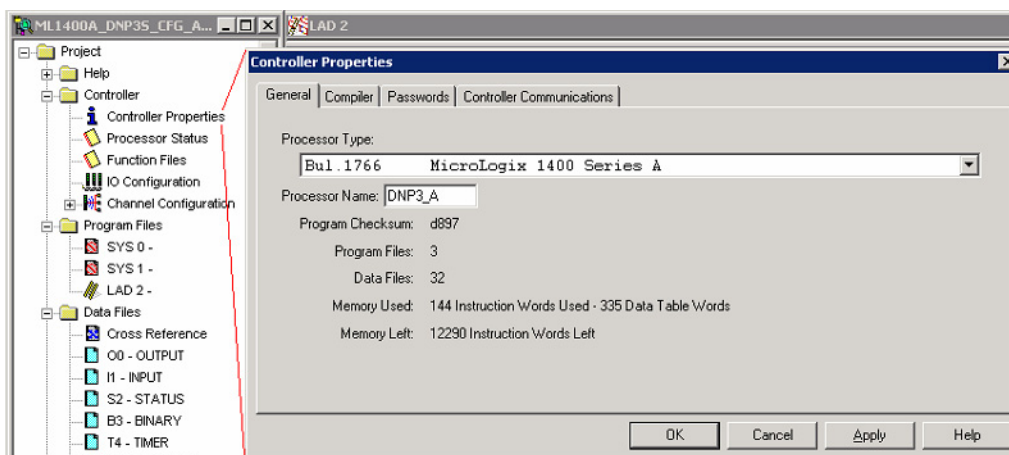 ML1400A_DNP3S_CFG_A...
Project
Help
Controller
Controller Properties
Processor Status
Function Files
IO Configuration
Channel Configuration
Program Files
SYS 0 -
SYS 1 -
LAD 2 -
Data Files
Cross Reference
O0 - OUTPUT
I1 - INPUT
S2 - STATUS
B3 - BINARY
T4 - TIMER
LAD 2
Controller Properties
General Compiler Passwords Controller Communications
Processor Type:
Bul.1766 MicroLogix 1400 Series A
Processor Name: DNP3_A
Program Checksum: d897
Program Files: 3
Data Files: 32
Memory Used: 144 Instruction Words Used - 335 Data Table Words
Memory Left: 12290 Instruction Words Left
OK Cancel Apply Help